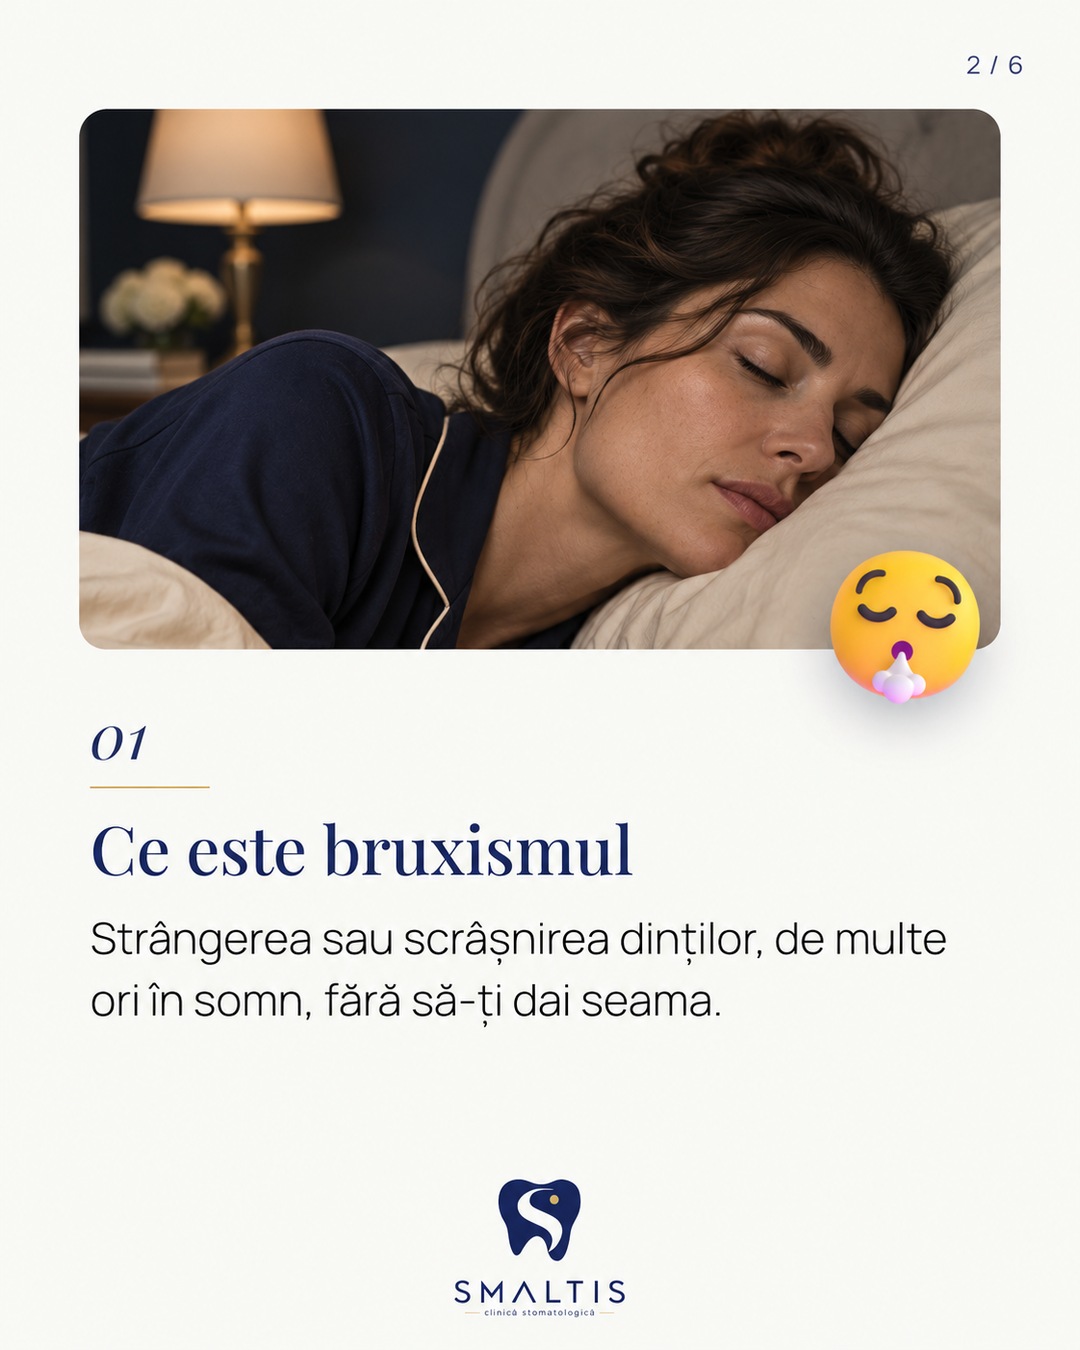 2 / 6
01
Ce este bruxismul
Strângerea sau scrâșnirea dinților, de multe
ori în somn, fără să-ți dai seama.
SMALTIS
clinică stomatologică